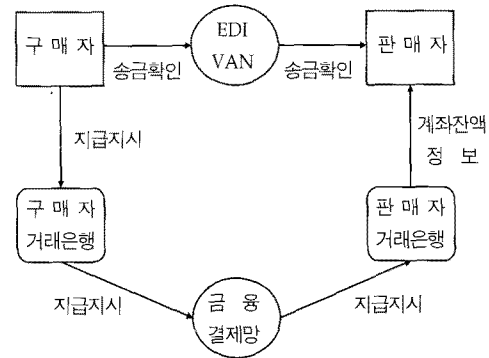 구 매 자
EDI
VAN
판 매 자
송금확인
송금확인
지급지시
계좌잔액
정 보
구 매 자
거래은행
판 매 자
거래은행
지급지시
금 융
결제망
지급지시